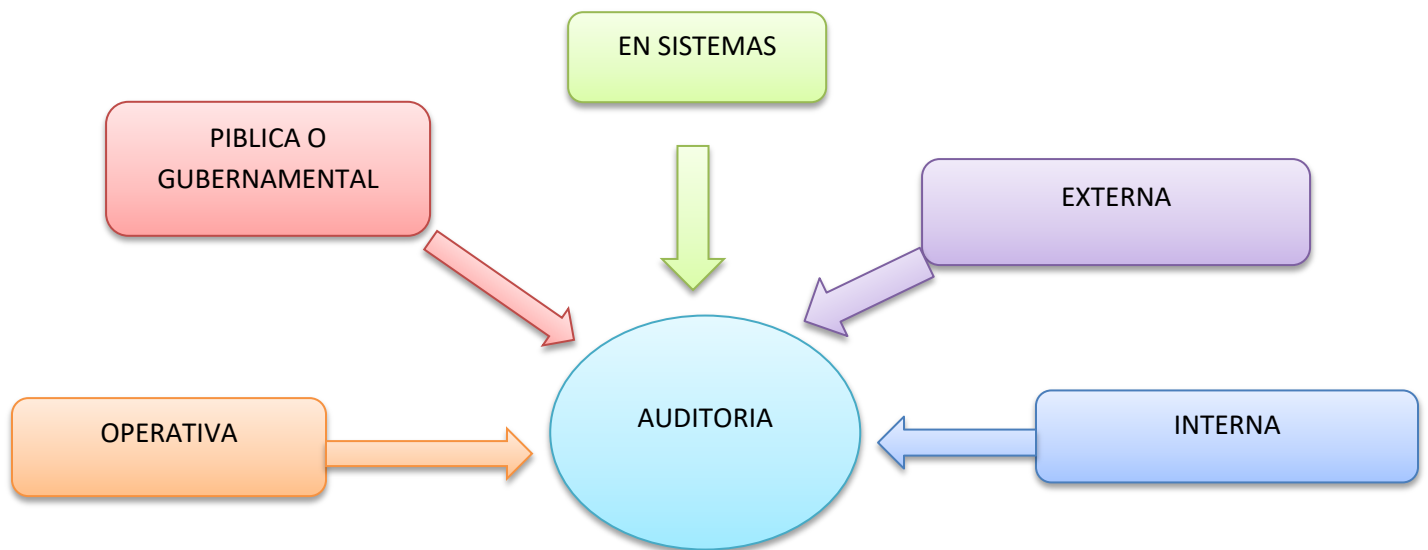 EN SISTEMAS
PIBLICA O
GUBERNAMENTAL
EXTERNA
OPERATIVA
AUDITORIA
INTERNA